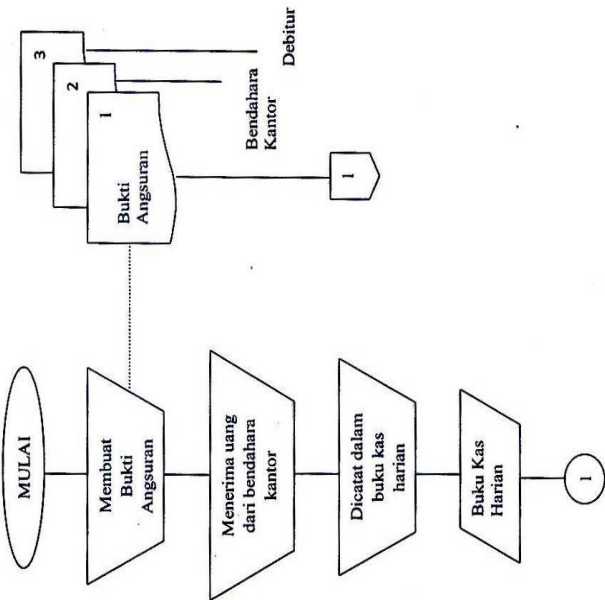 MULAI
Membuat
Bukti
Angsuran
Menerima uang
dari bendahara
kantor
Dicatat dalam
buku kas
harian
Buku Kas
Harian
1
3
2
1
Bukti
Angsuran
Bendahara
Kantor
Debitur
1